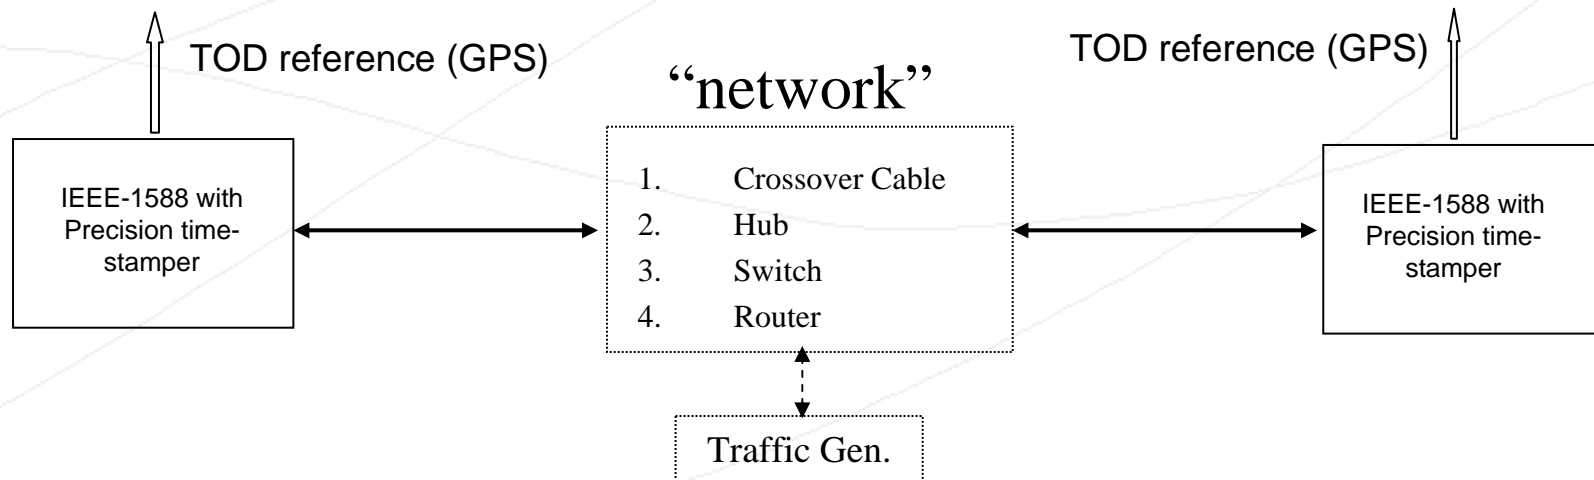 TOD reference (GPS)
TOD reference (GPS)
“network”
IEEE-1588 with
Precision time-
stamper
1. Crossover Cable
2. Hub
3. Switch
4. Router
IEEE-1588 with
Precision time-
stamper
Traffic Gen.